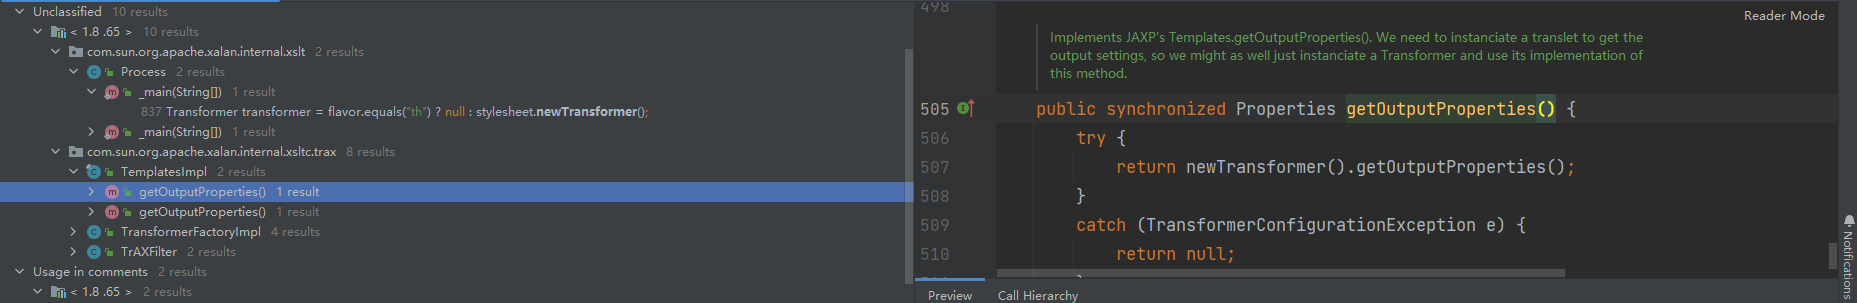 Unclassified 10 results
< 1.8 .65 > 10 results
com.sun.org.apache.xalan.internal.xslt 2 results
Process 2 results
_main(String[]) 1 result
837 Transformer transformer = flavor.equals("th") ? null : stylesheet.newTransformer();
_main(String[]) 1 result
com.sun.org.apache.xalan.internal.xsltc.trax 8 results
TemplatesImpl 2 results
getOutputProperties() 1 result
getOutputProperties() 1 result
TransformerFactoryImpl 4 results
TrAXFilter 2 results
Usage in comments 2 results
< 1.8 .65 > 2 results
498
Reader Mode
Implements JAXP's Templates.getOutputProperties(). We need to instanciate a translet to get the
output settings, so we might as well just instanciate a Transformer and use its implementation of
this method.
505 public synchronized Properties getOutputProperties() {
506 try {
507 return newTransformer().getOutputProperties();
508 }
509 catch (TransformerConfigurationException e) {
510 return null;
}
Preview Call Hierarchy
Notifications